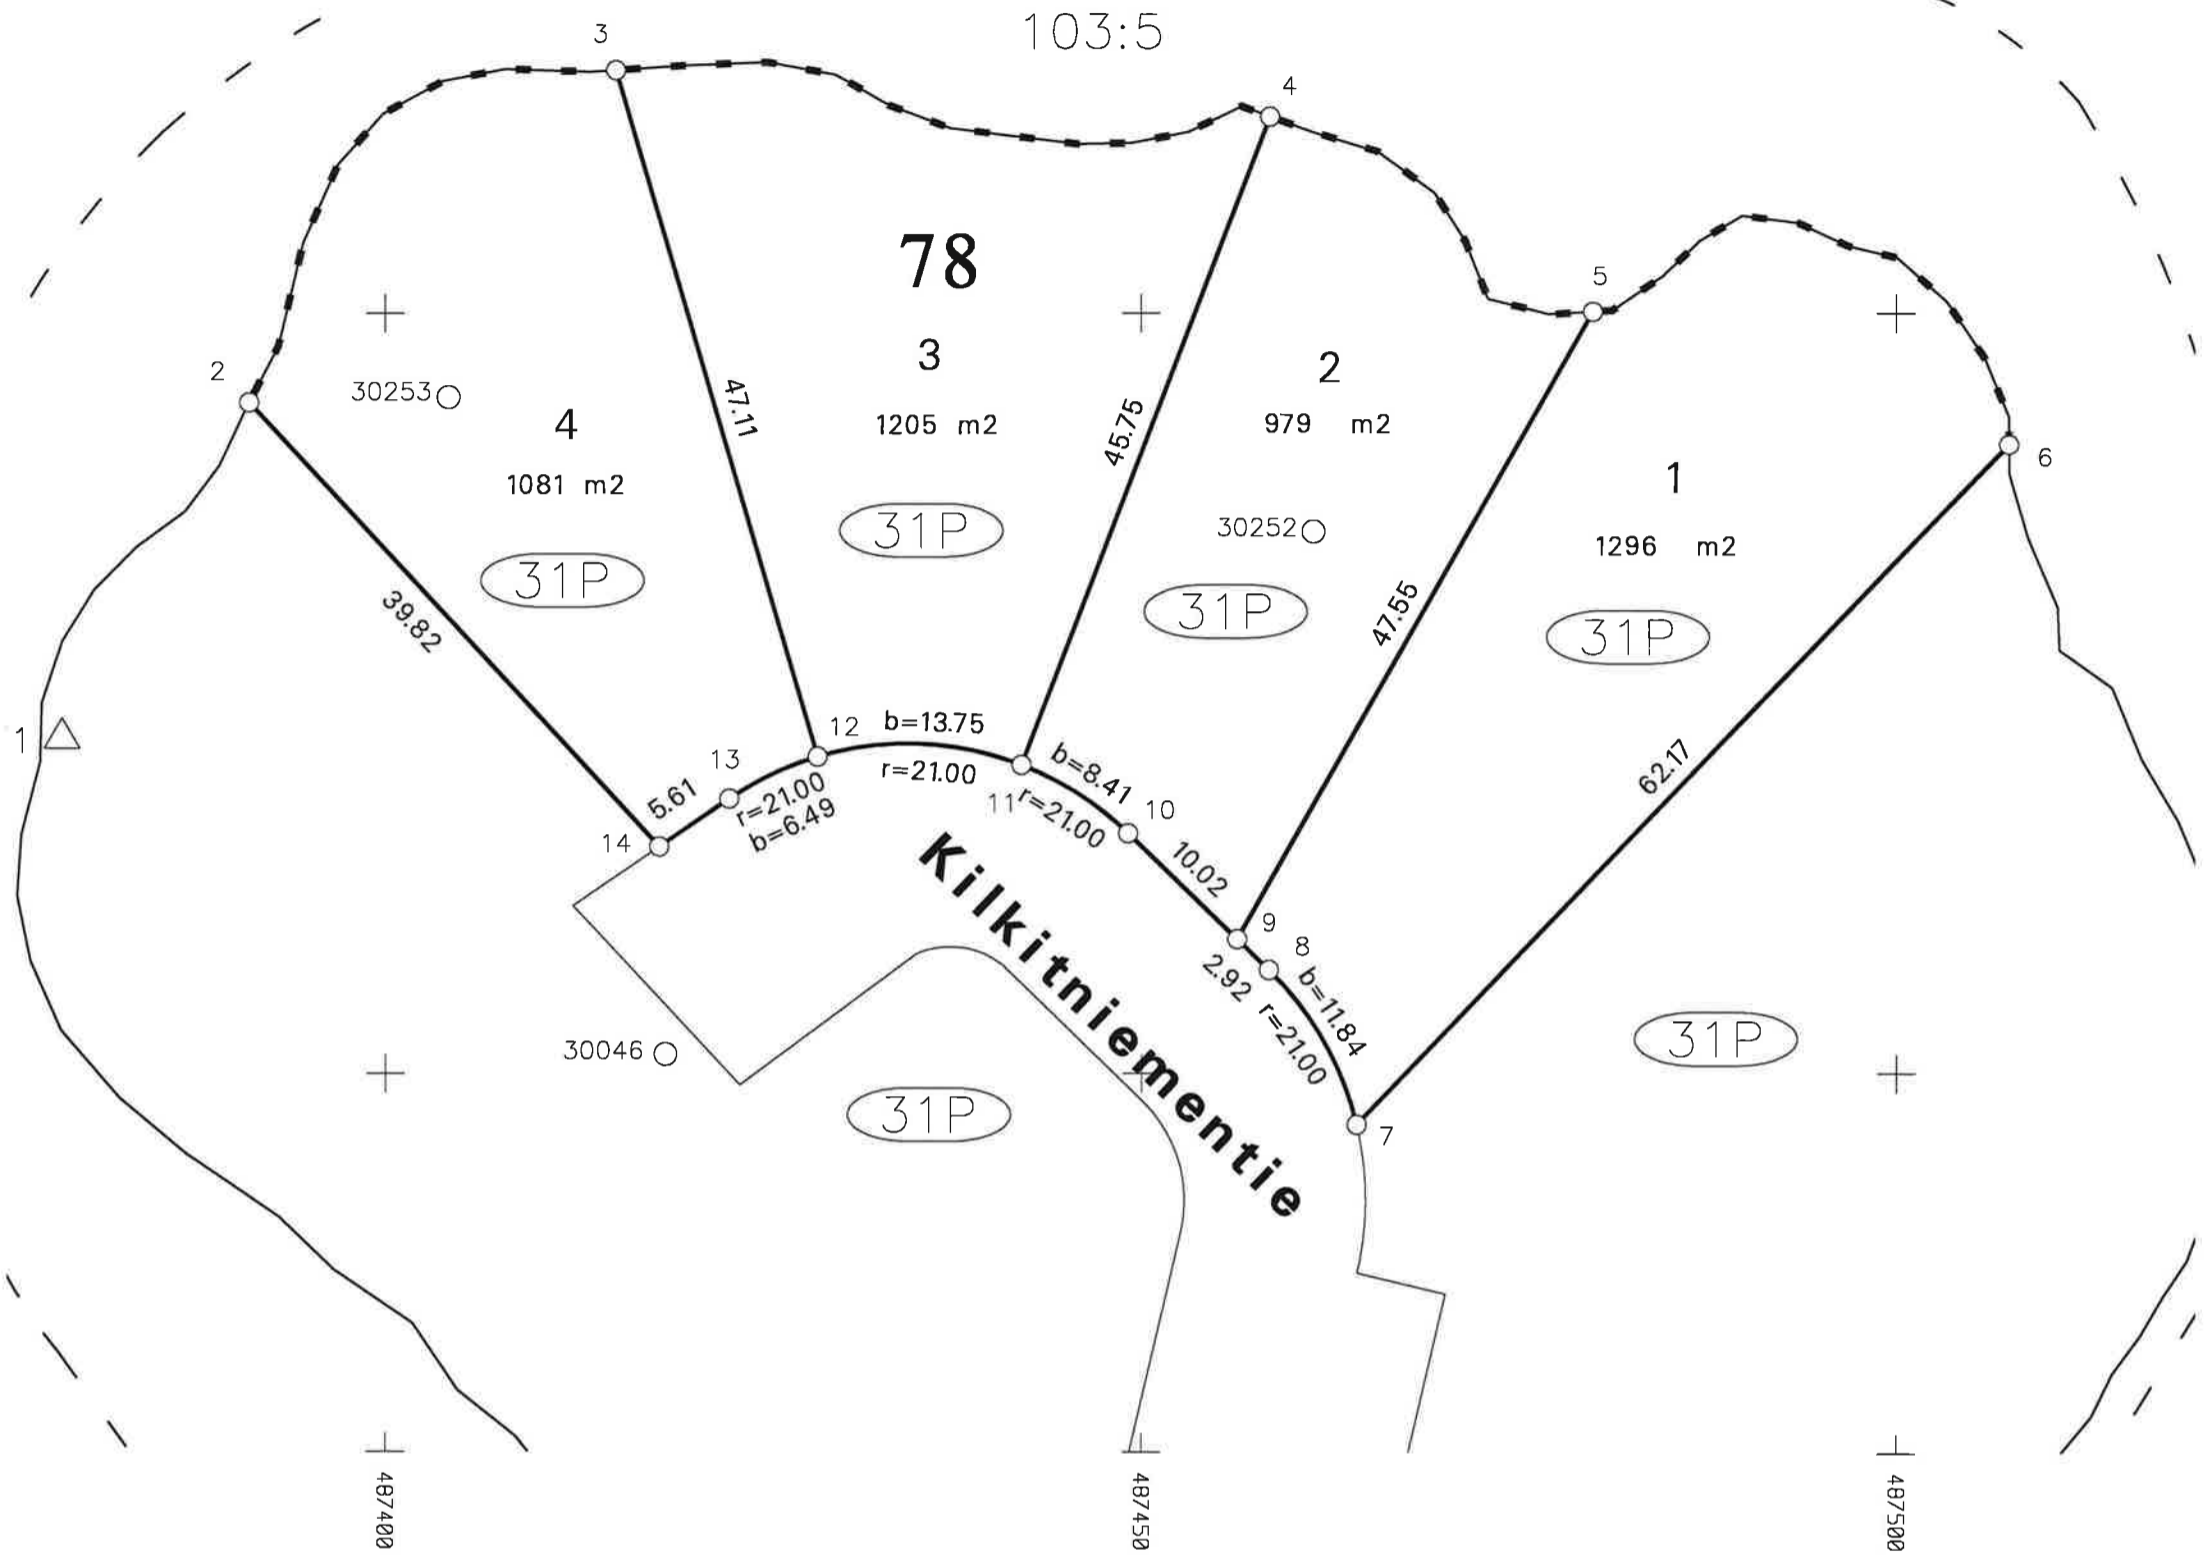 103:5
3
4
78
5
2
3
2
30253
6
4
47.11
1205 m2
45.75
979 m2
1
1081 m2
31P
30252
1296 m2
31P
39.82
31P
47.55
31P
1
12
b=13.75
13
r=21.00
b=8.41
62.17
5.61
r=21.00
b=6.49
11
r=21.00
10
14
Kilkitniementie
10.02
9
8
2.92
b=11.84
r=21.00
31P
30046
31P
7
487400
487450
487500